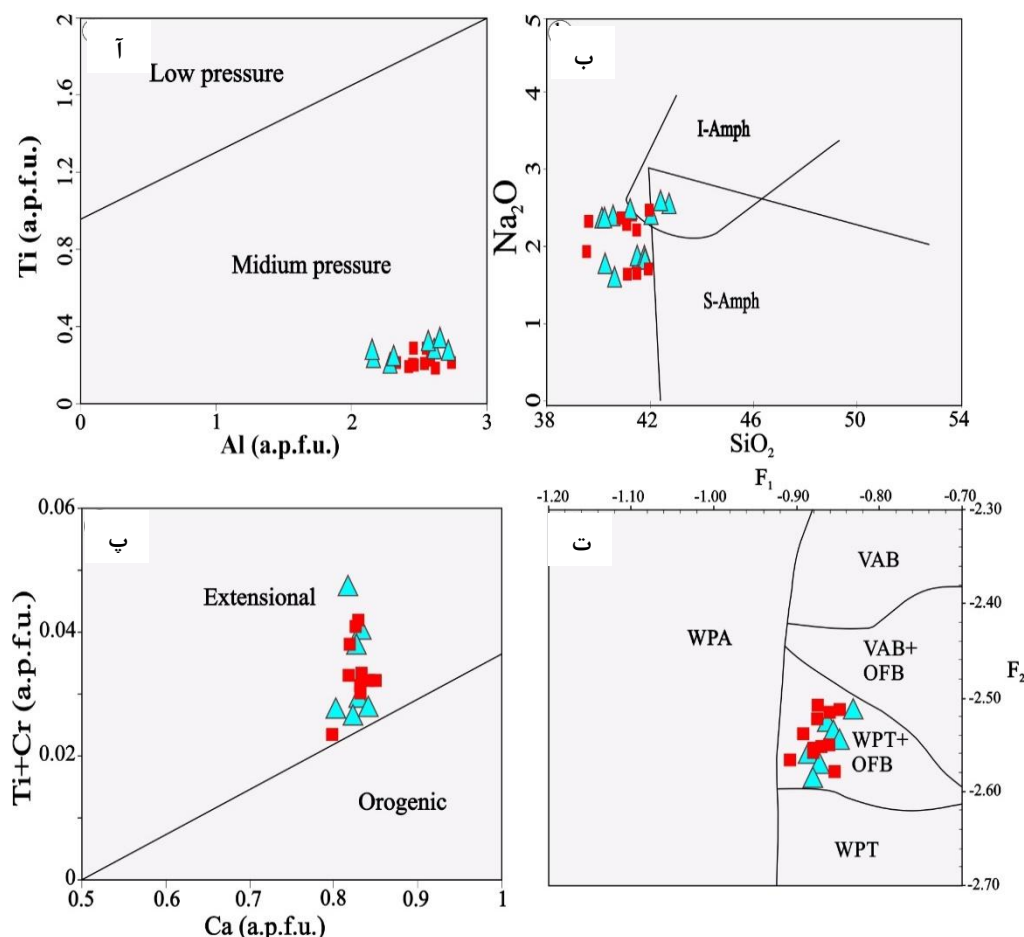 آ
Low pressure
Midium pressure
Ti (a.p.f.u.)
2
1.6
1.2
0.8
0.4
0
0
1
2
3
Al (a.p.f.u.)
ب
I-Amph
S-Amph
Na₂O
5
4
3
2
1
0
38
42
46
50
54
SiO₂
پ
Extensional
Orogenic
Ti+Cr (a.p.f.u.)
0.06
0.04
0.02
0
0.5
0.6
0.7
0.8
0.9
1
Ca (a.p.f.u.)
F₁
-1.20
-1.10
-1.00
-0.90
-0.80
-0.70
ت
VAB
WPA
VAB+
OFB
WPT+
OFB
WPT
-2.30
-2.40
-2.50
-2.60
-2.70
F₂